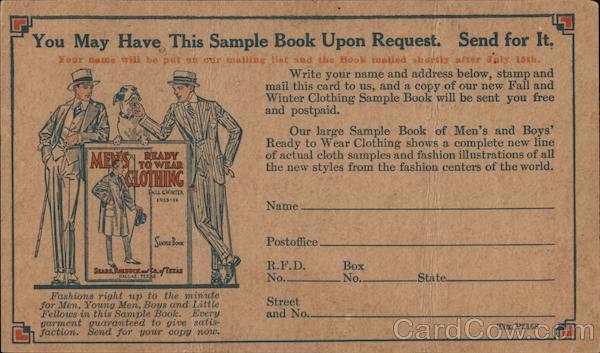 You May Have This Sample Book Upon Request. Send for It.
Your name will be put on our mailing list and the Book mailed shortly after July 15th.
Write your name and address below, stamp and
mail this card to us, and a copy of our new Fall and
Winter Clothing Sample Book will be sent you free
and postpaid.
Our large Sample Book of Men's and Boys'
Ready to Wear Clothing shows a complete new line
of actual cloth samples and fashion illustrations of all
the new styles from the fashion centers of the world.
MEN'S READY
TO WEAR
CLOTHING
FALL & WINTER
1915-16
SAMPLE BOOK
SEARS, ROEBUCK and CO. of TEXAS
DALLAS, TEXAS
Fashions right up to the minute
for Men, Young Men, Boys and Little
Fellows in this Sample Book. Every
garment guaranteed to give satis-
faction. Send for your copy now.
Name
Postoffice
R.F.D. Box
No. No. State
Street
and No.
CardCow.com